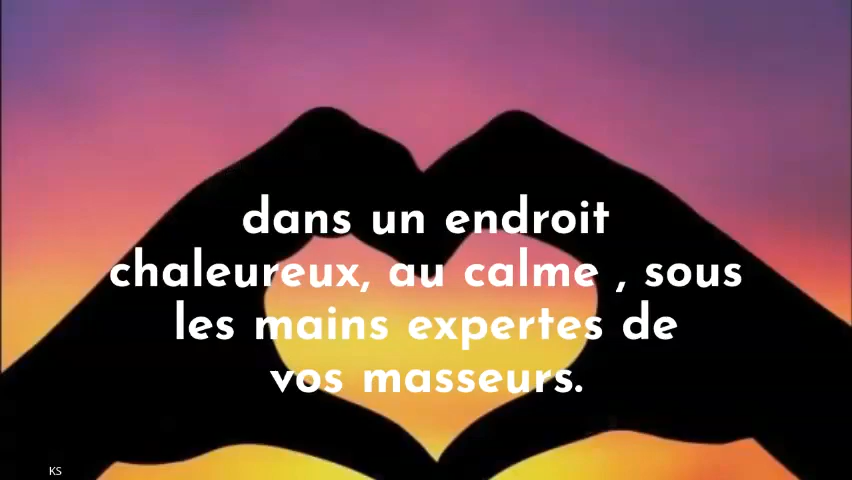 dans un endroit
chaleureux, au calme , sous
les mains expertes de
vos masseurs.
KS